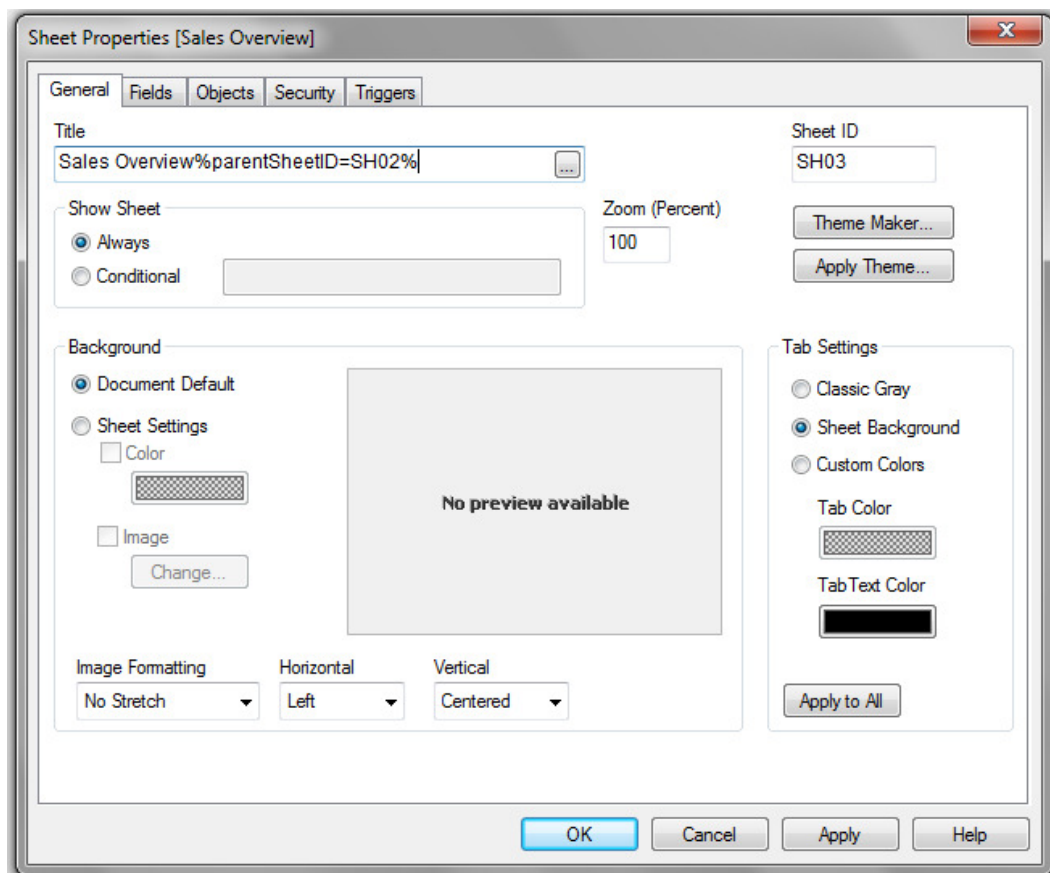 Sheet Properties [Sales Overview]
General Fields Objects Security Triggers
Title
Sheet ID
Sales Overview%parentSheetID=SH02%
...
SH03
Show Sheet
Zoom (Percent)
Always
100
Theme Maker...
Conditional
Apply Theme...
Background
Document Default
Sheet Settings
Color
Image
Change...
No preview available
Image Formatting
Horizontal
Vertical
No Stretch
Left
Centered
Tab Settings
Classic Gray
Sheet Background
Custom Colors
Tab Color
Tab Text Color
Apply to All
OK
Cancel
Apply
Help